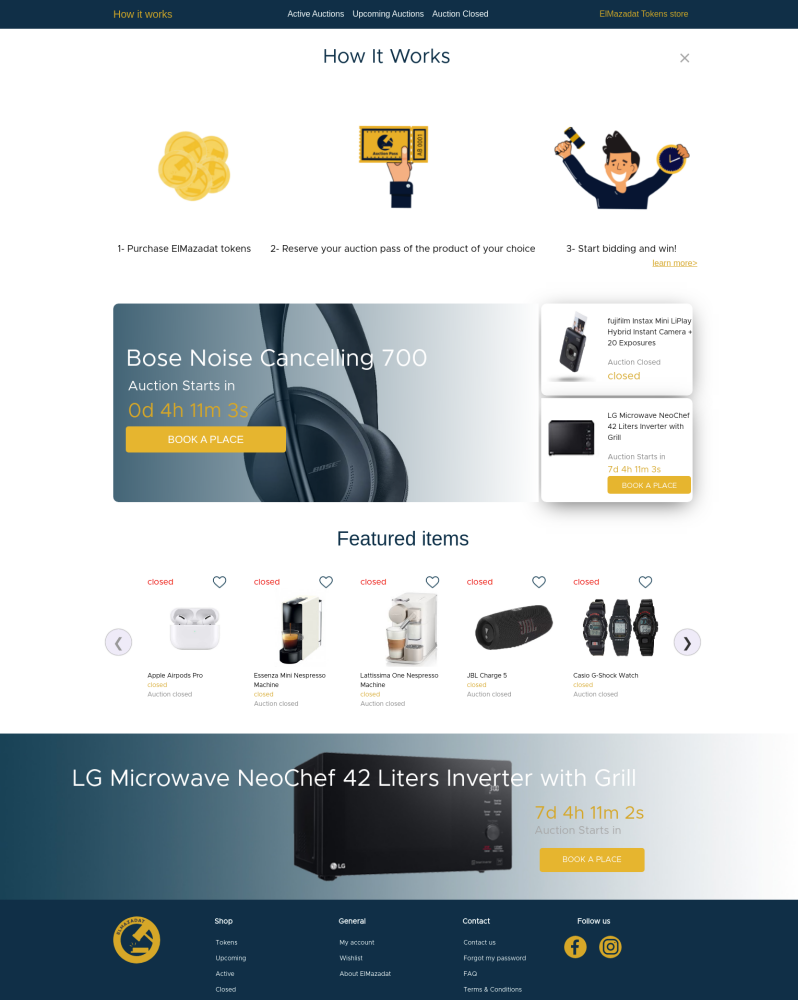 How it works
Active Auctions Upcoming Auctions Auction Closed
ElMazadat Tokens store
How It Works
×
Auction Pass
1- Purchase ElMazadat tokens
2- Reserve your auction pass of the product of your choice
3- Start bidding and win!
learn more>
Bose Noise Cancelling 700
Auction Starts in
0d 4h 11m 3s
BOOK A PLACE
BOSE
fujifilm Instax Mini LiPlay
Hybrid Instant Camera +
20 Exposures
Auction Closed
closed
LG Microwave NeoChef
42 Liters Inverter with
Grill
Auction Starts in
7d 4h 11m 3s
BOOK A PLACE
Featured items
closed
Apple Airpods Pro
closed
Auction closed
closed
Essenza Mini Nespresso
Machine
closed
Auction closed
closed
Lattissima One Nespresso
Machine
closed
Auction closed
closed
JBL
JBL Charge 5
closed
Auction closed
closed
Casio G-Shock Watch
closed
Auction closed
❮
❯
LG Microwave NeoChef 42 Liters Inverter with Grill
7d 4h 11m 2s
Auction Starts in
BOOK A PLACE
LG
ELMAZADAT
Shop
Tokens
Upcoming
Active
Closed
General
My account
Wishlist
About ElMazadat
Contact
Contact us
Forgot my password
FAQ
Terms & Conditions
Follow us